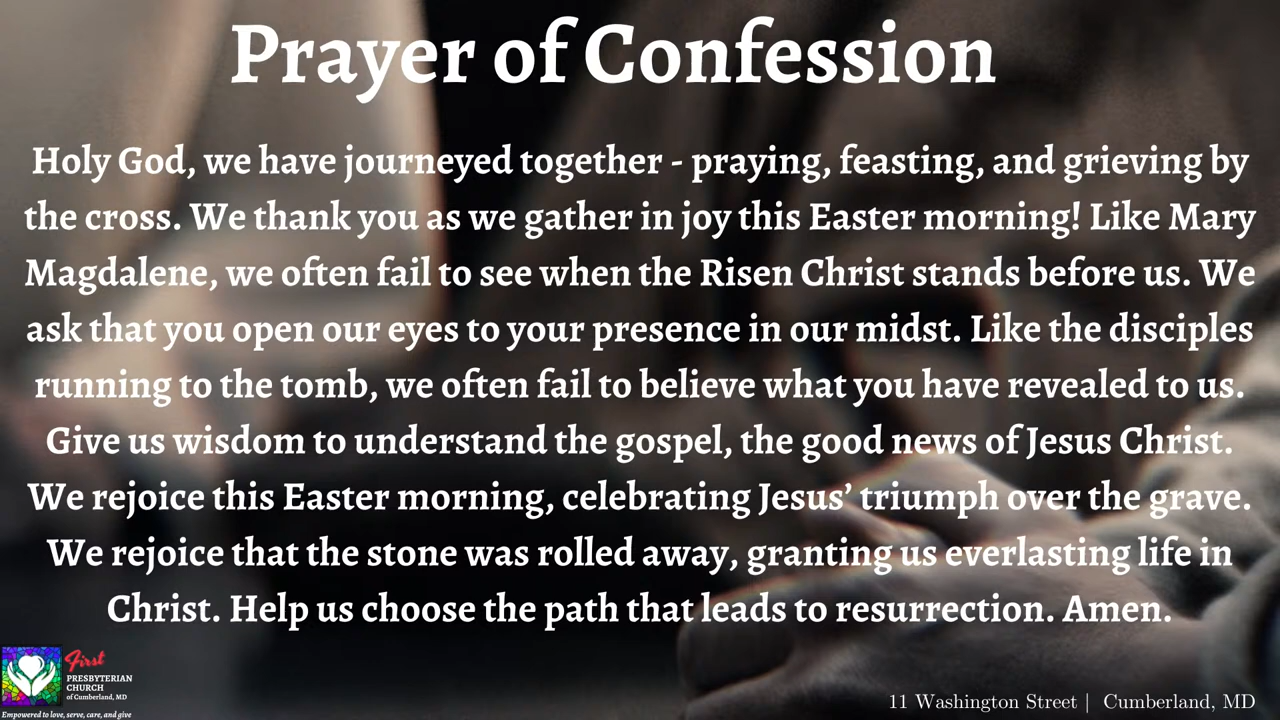 Prayer of Confession
Holy God, we have journeyed together - praying, feasting, and grieving by
the cross. We thank you as we gather in joy this Easter morning! Like Mary
Magdalene, we often fail to see when the Risen Christ stands before us. We
ask that you open our eyes to your presence in our midst. Like the disciples
running to the tomb, we often fail to believe what you have revealed to us.
Give us wisdom to understand the gospel, the good news of Jesus Christ.
We rejoice this Easter morning, celebrating Jesus’ triumph over the grave.
We rejoice that the stone was rolled away, granting us everlasting life in
Christ. Help us choose the path that leads to resurrection. Amen.
First
PRESBYTERIAN
CHURCH
of Cumberland, MD
Empowered to love, serve, care, and give
11 Washington Street | Cumberland, MD